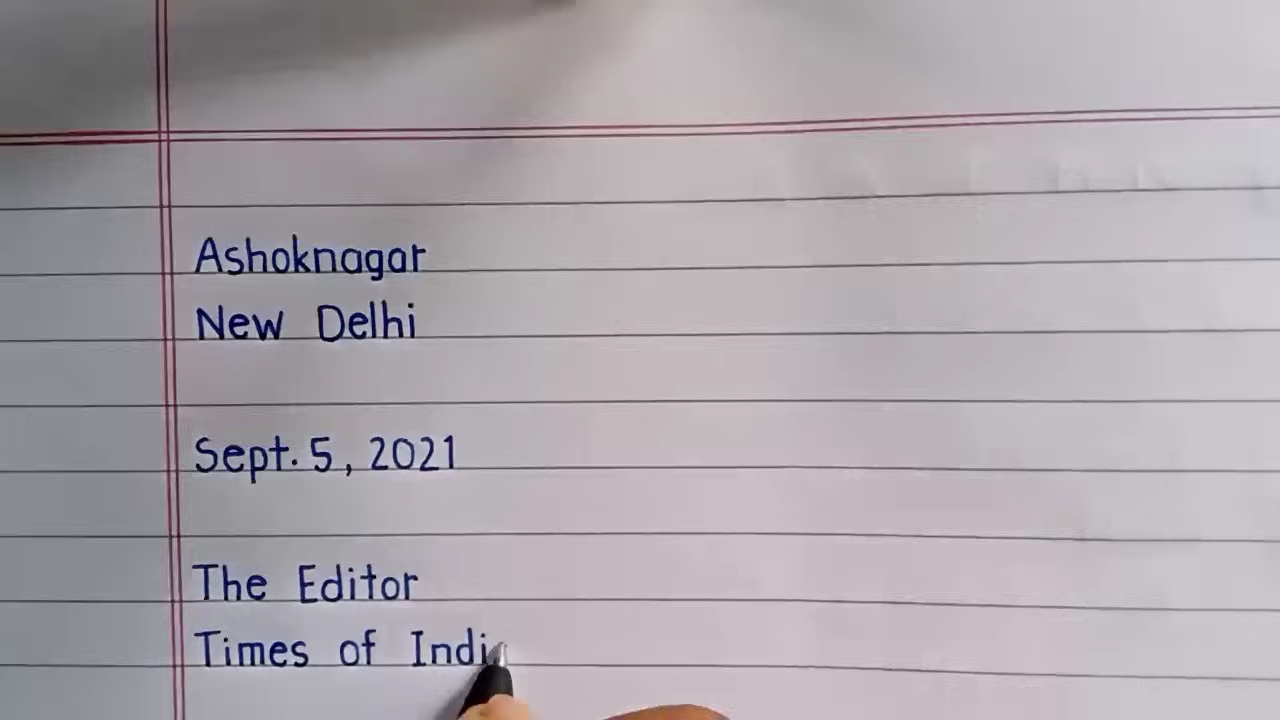 Ashoknagar
New Delhi
Sept. 5, 2021
The Editor
Times of Indi